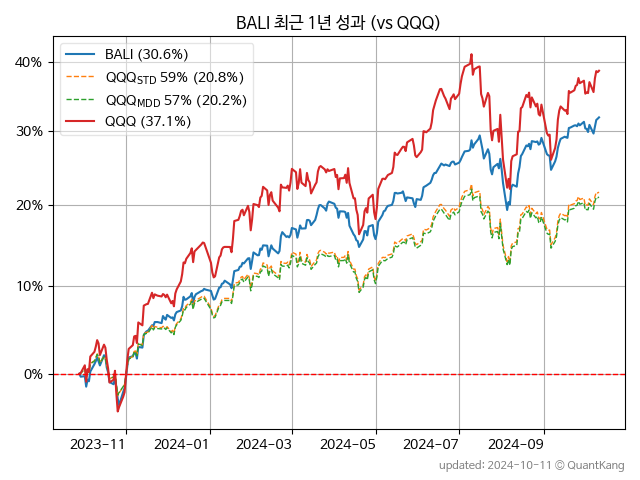 BALI 최근 1년 성과 (vs QQQ)
BALI (30.6%)
QQQSTD 59% (20.8%)
QQQMDD 57% (20.2%)
QQQ (37.1%)
40%
30%
20%
10%
0%
2023-11 2024-01 2024-03 2024-05 2024-07 2024-09
updated: 2024-10-11 © QuantKang